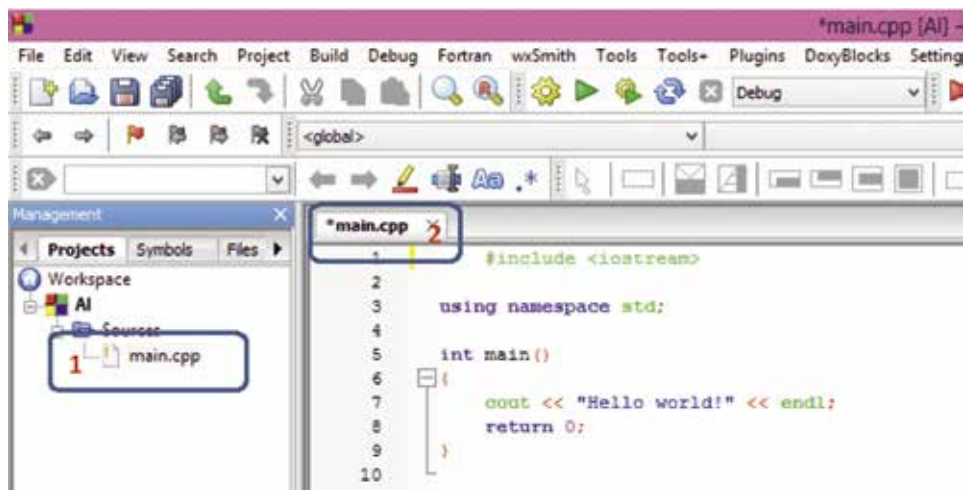 *main.cpp [AI] -
File Edit View Search Project Build Debug Fortran wxSmith Tools Tools+ Plugins DoxyBlocks Setting
Debug
<global>
Aa .*
Management X
Projects Symbols Files
*main.cpp 2
Workspace
AI
Sources
1 main.cpp
1 #include <iostream>
2
3 using namespace std;
4
5 int main()
6 {
7 cout << "Hello world!" << endl;
8 return 0;
9 }
10